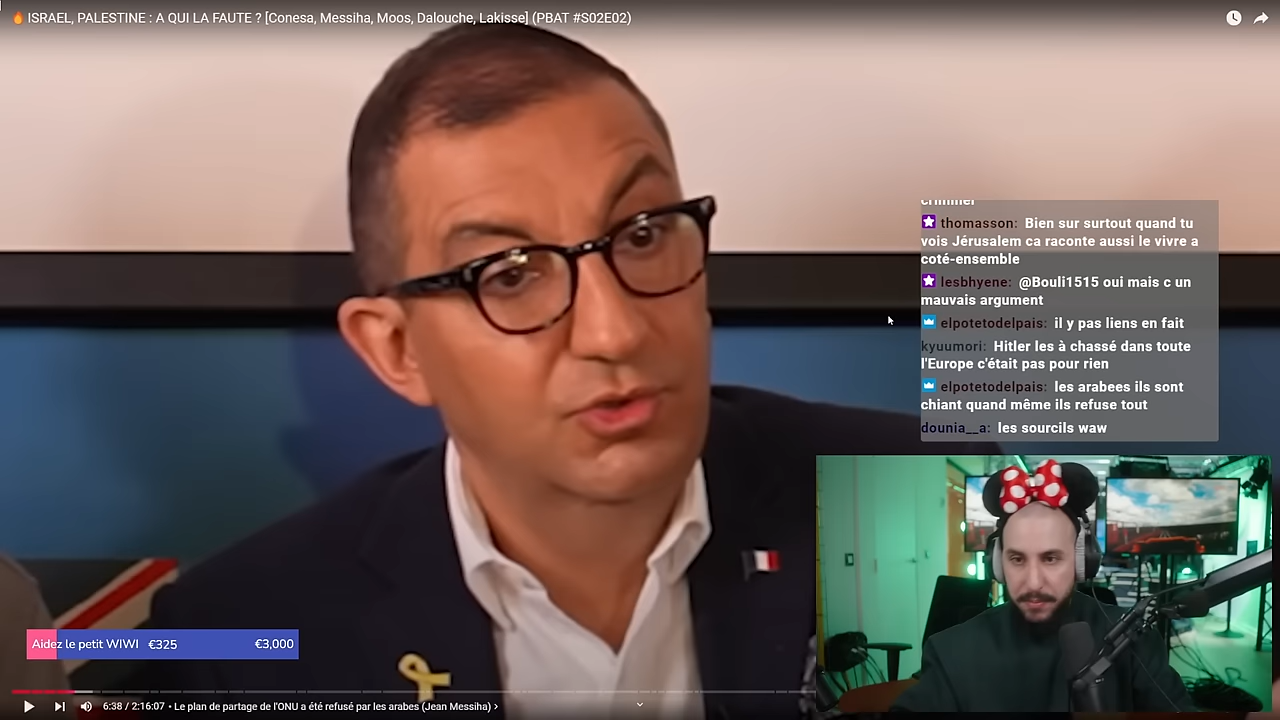 🔥 ISRAEL, PALESTINE : A QUI LA FAUTE ? [Conesa, Messiha, Moos, Dalouche, Lakisse] (PBAT #S02E02)
criminel
thomasson: Bien sur surtout quand tu
vois Jérusalem ca raconte aussi le vivre a
coté-ensemble
lesbhyene: @Bouli1515 oui mais c un
mauvais argument
elpotetodelpais: il y pas liens en fait
kyuumori: Hitler les à chassé dans toute
l'Europe c'était pas pour rien
elpotetodelpais: les arabees ils sont
chiant quand même ils refuse tout
dounia__a: les sourcils waw
Aidez le petit WIWI €325 €3,000
6:38 / 2:16:07 • Le plan de partage de l'ONU a été refusé par les arabes (Jean Messiha) ›